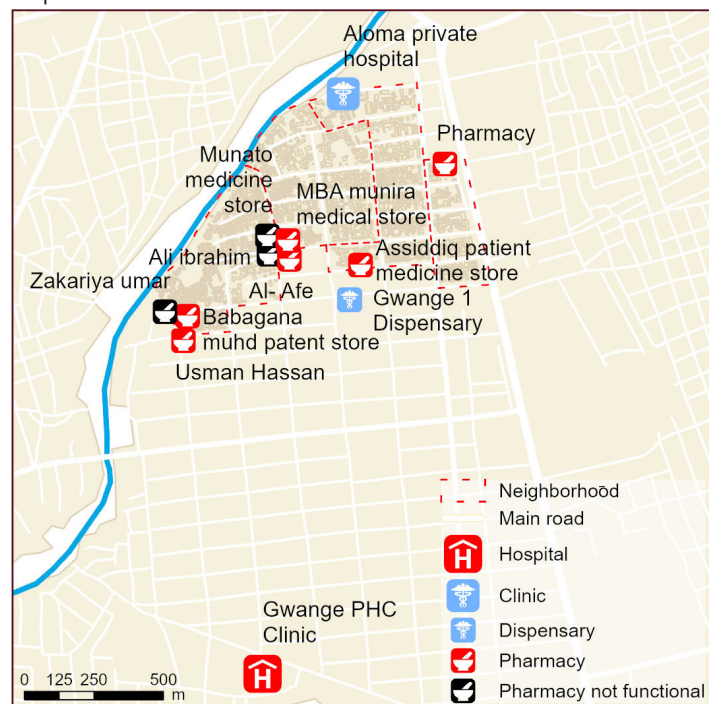 Aloma private
hospital
Pharmacy
Munato
medicine
store
MBA munira
medical store
Ali ibrahim
Assiddiq patient
medicine store
Zakariya umar
Al- Afe
Gwange 1
Dispensary
Babagana
muhd patent store
Usman Hassan
Gwange PHC
Clinic
Neighborhood
Main road
H Hospital
Clinic
Dispensary
Pharmacy
Pharmacy not functional
H
0 125 250 500
m